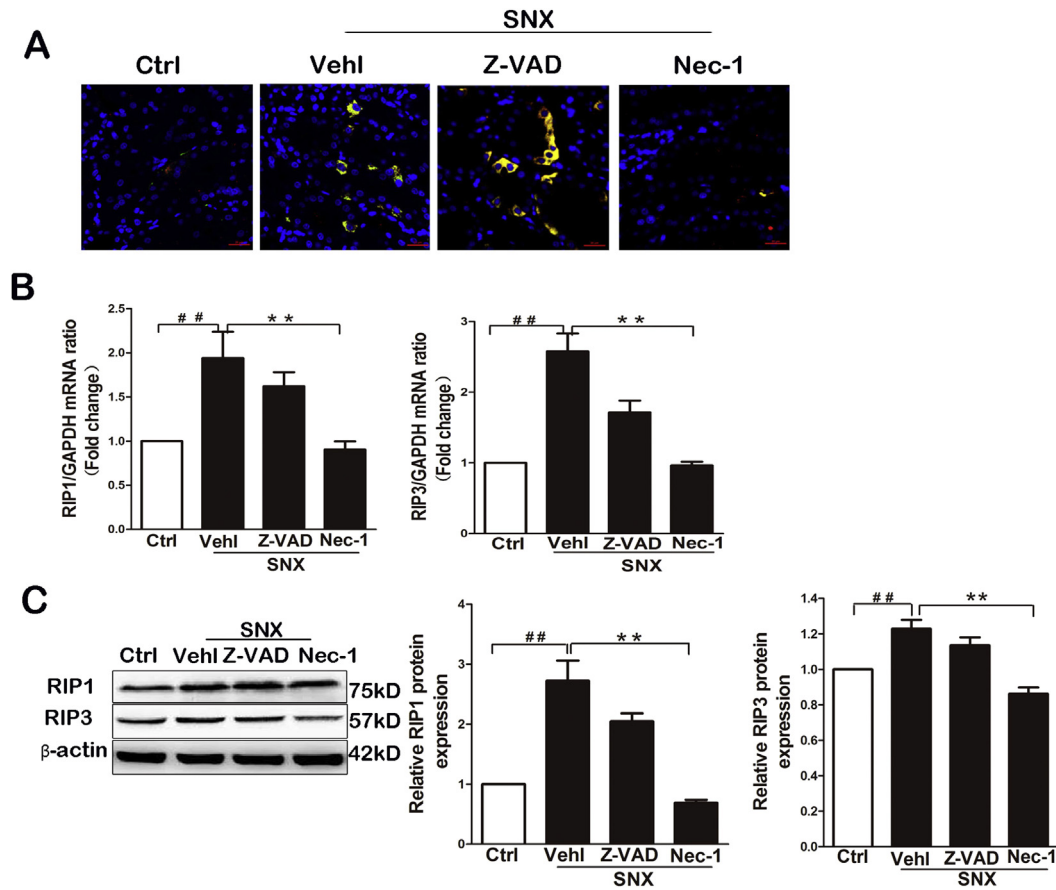 SNX
A
Ctrl Vehl Z-VAD Nec-1
B
RIP1/GAPDH mRNA ratio
(Fold change)
2.5
2.0
1.5
1.0
0.5
0.0
# #
* *
Ctrl Vehl Z-VAD Nec-1
SNX
RIP3/GAPDH mRNA ratio
(Fold change)
3
2
1
0
##
* *
Ctrl Vehl Z-VAD Nec-1
SNX
C
SNX
Ctrl Vehl Z-VAD Nec-1
RIP1 75kD
RIP3 57kD
β-actin 42kD
Relative RIP1 protein
expression
4
3
2
1
0
##
* *
Ctrl Vehl Z-VAD Nec-1
SNX
Relative RIP3 protein
expression
1.4
1.2
1.0
0.8
0.6
0.4
0.2
0.0
##
**
Ctrl Vehl Z-VAD Nec-1
SNX